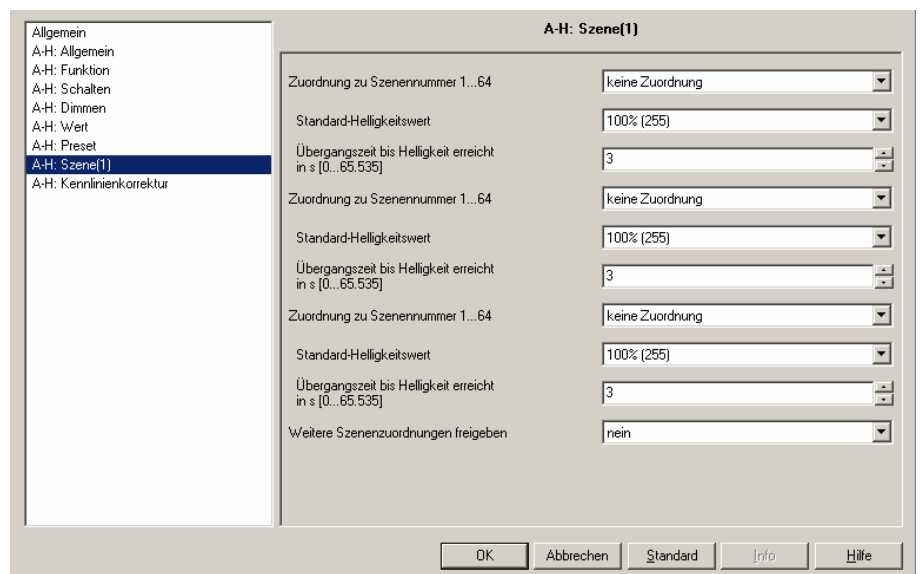 Allgemein
A-H: Allgemein
A-H: Funktion
A-H: Schalten
A-H: Dimmen
A-H: Wert
A-H: Preset
A-H: Szene(1)
A-H: Kennlinienkorrektur
A-H: Szene(1)
Zuordnung zu Szenennummer 1...64 keine Zuordnung
Standard-Helligkeitswert 100% (255)
Übergangszeit bis Helligkeit erreicht
in s [0...65.535] 3
Zuordnung zu Szenennummer 1...64 keine Zuordnung
Standard-Helligkeitswert 100% (255)
Übergangszeit bis Helligkeit erreicht
in s [0...65.535] 3
Zuordnung zu Szenennummer 1...64 keine Zuordnung
Standard-Helligkeitswert 100% (255)
Übergangszeit bis Helligkeit erreicht
in s [0...65.535] 3
Weitere Szenenzuordnungen freigeben nein
OK Abbrechen Standard Info Hilfe